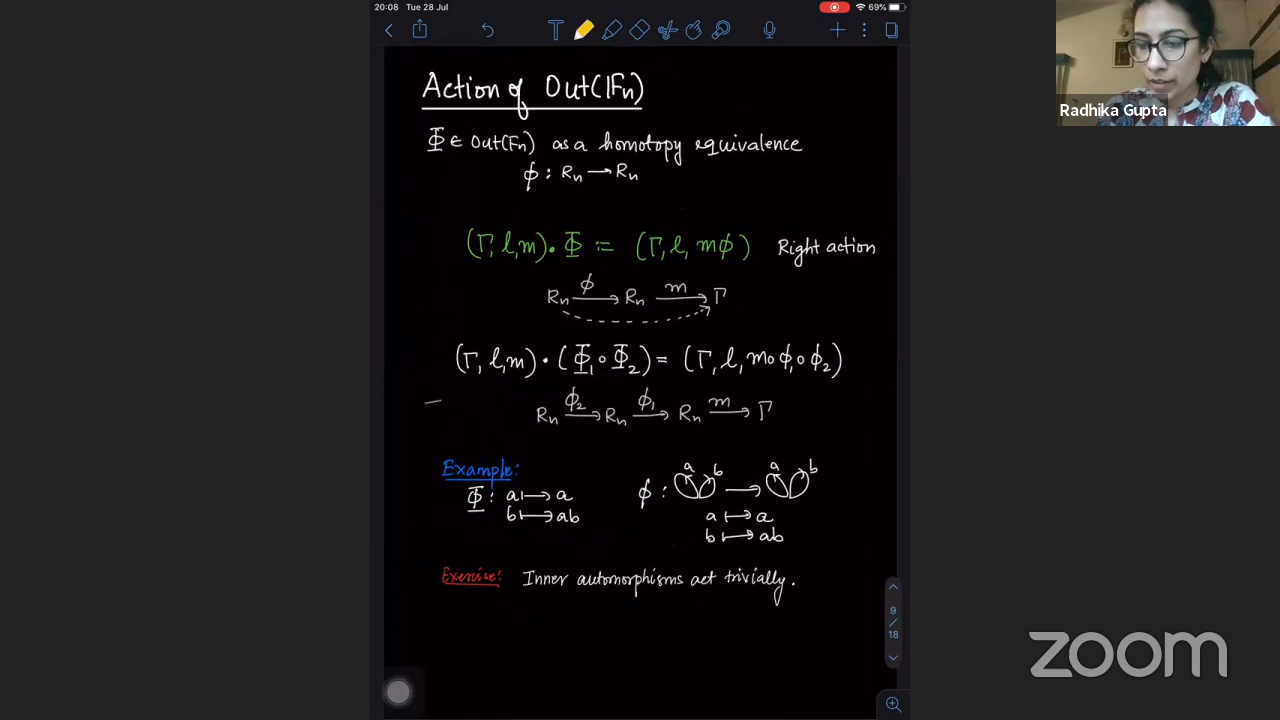 20:08 Tue 28 Jul
69%
Radhika Gupta
Action of Out(Fn)
Φ ∈ Out(Fn) as a homotopy equivalence
ϕ : Rn → Rn
(Γ, l, m) · Φ := (Γ, l, mϕ) Right action
Rn —ϕ→ Rn —m→ Γ
(Γ, l, m) · (Φ1 ∘ Φ2) = (Γ, l, m∘ϕ1∘ϕ2)
Rn —ϕ2→ Rn —ϕ1→ Rn —m→ Γ
Example:
Φ : a ↦ a
b ↦ ab
ϕ : a b → a b
a ↦ a
b ↦ ab
Exercise: Inner automorphisms act trivially.
9
/
18
zoom